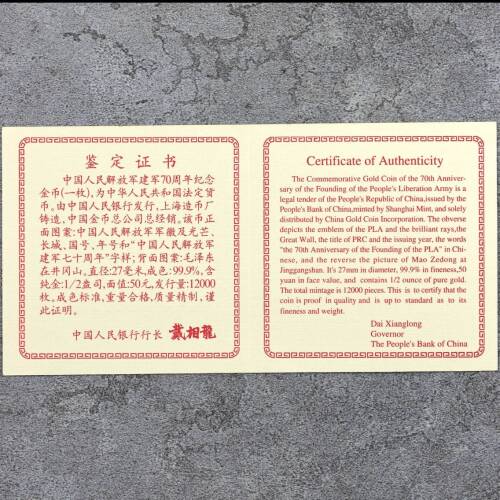 鉴定证书
中国人民解放军建军70周年纪念
金币(一枚),为中华人民共和国法定货
币,由中国人民银行发行,上海造币厂
铸造,中国金币总公司总经销。该币正
面图案:中国人民解放军军徽及光芒、
长城、国号、年号和“中国人民解放军
建军七十周年”字样;背面图案:毛泽东
在井冈山。直径:27毫米,成色:99.9%,含
纯金:1/2盎司,面值:50元,发行量:12000
枚。成色标准,重量合格,质量精制,谨
此证明。
中国人民银行行长 戴相龍
Certificate of Authenticity
The Commemorative Gold Coin of the 70th Anniver-
sary of the Founding of the People's Liberation Army is a
legal tender of the People's Republic of China,issued by the
People's Bank of China,minted by Shanghai Mint, and solely
distributed by China Gold Coin Incorporation. The obverse
depicts the emblem of the PLA and the brilliant rays,the
Great Wall, the title of PRC and the issuing year, the words
"the 70th Anniversary of the Founding of the PLA" in Chi-
nese, and the reverse the picture of Mao Zedong at
Jinggangshan. It's 27mm in diameter, 99.9% in fineness,50
yuan in face value, and contains 1/2 ounce of pure gold.
The total mintage is 12000 pieces. This is to certify that the
coin is proof in quality and is up to standard as to its
fineness and weight.
Dai Xianglong
Governor
The People's Bank of China